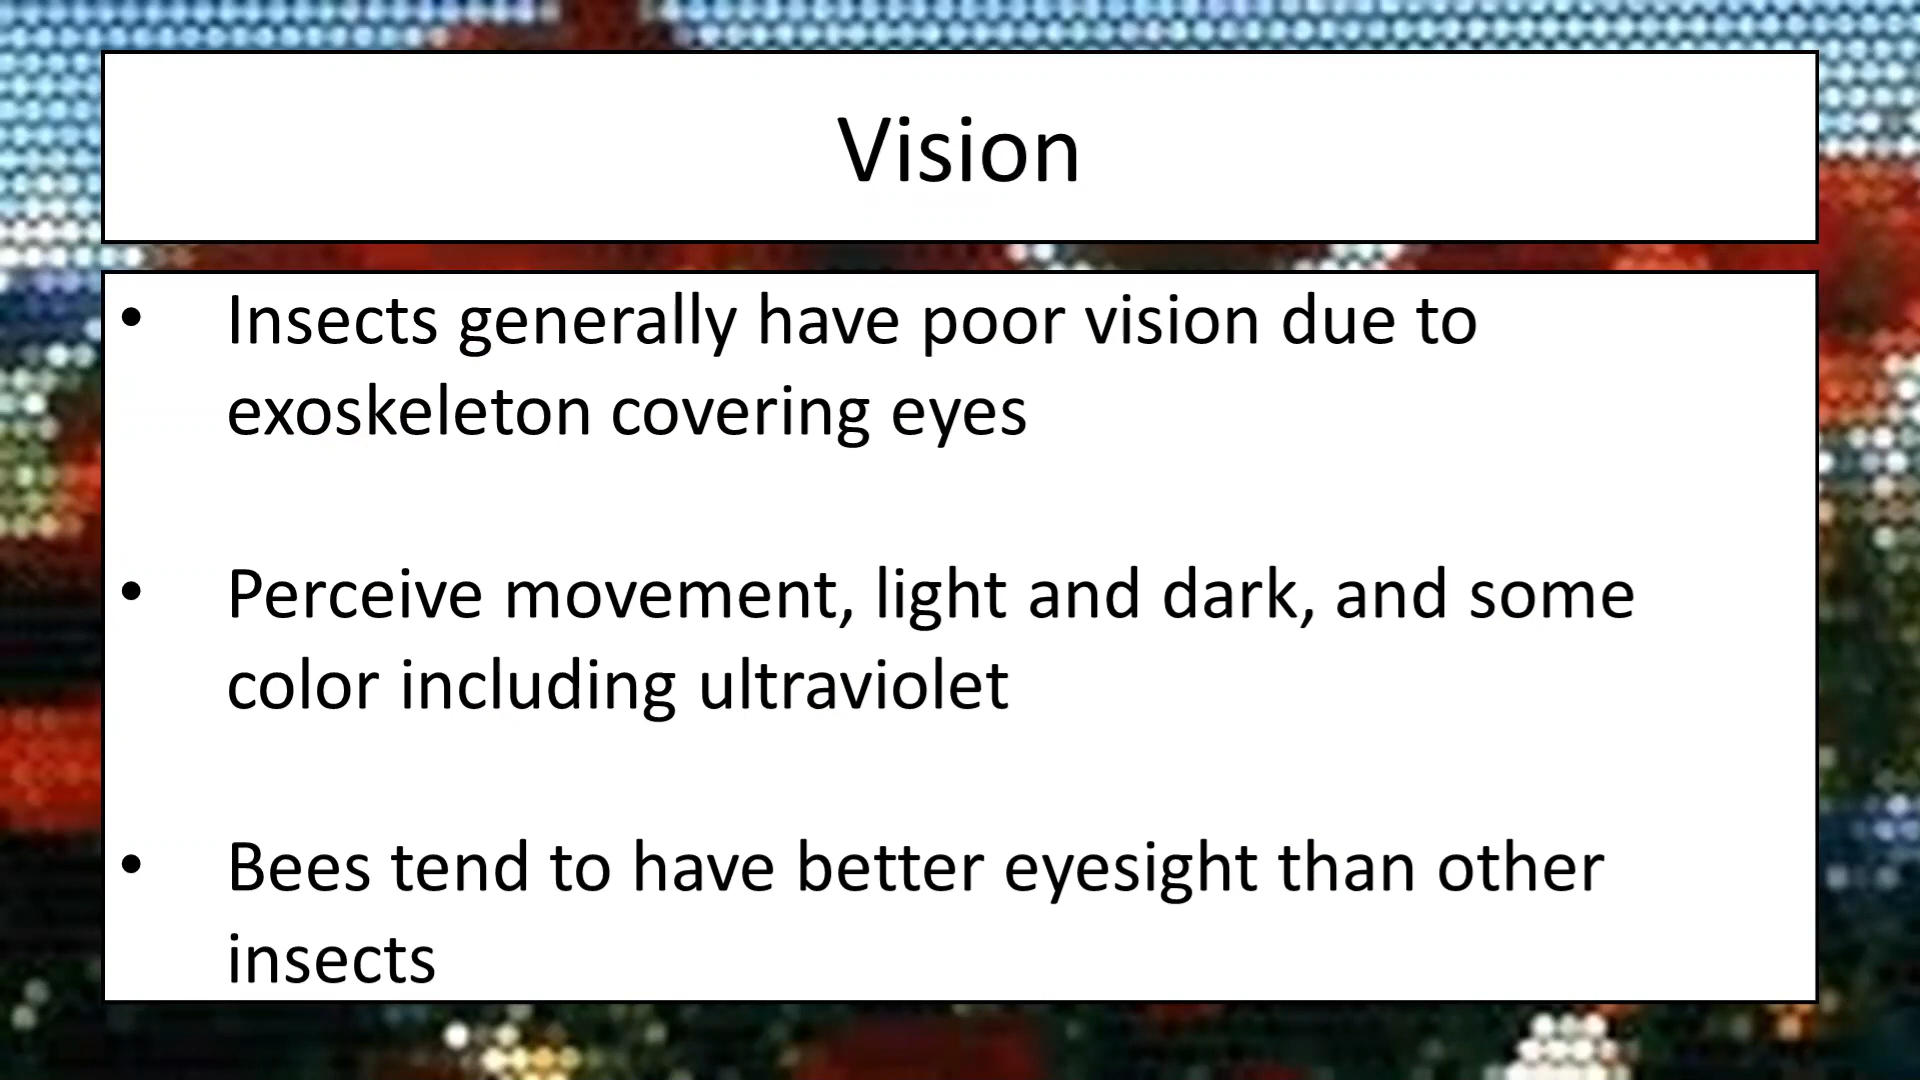 Vision
• Insects generally have poor vision due to
exoskeleton covering eyes
• Perceive movement, light and dark, and some
color including ultraviolet
• Bees tend to have better eyesight than other
insects